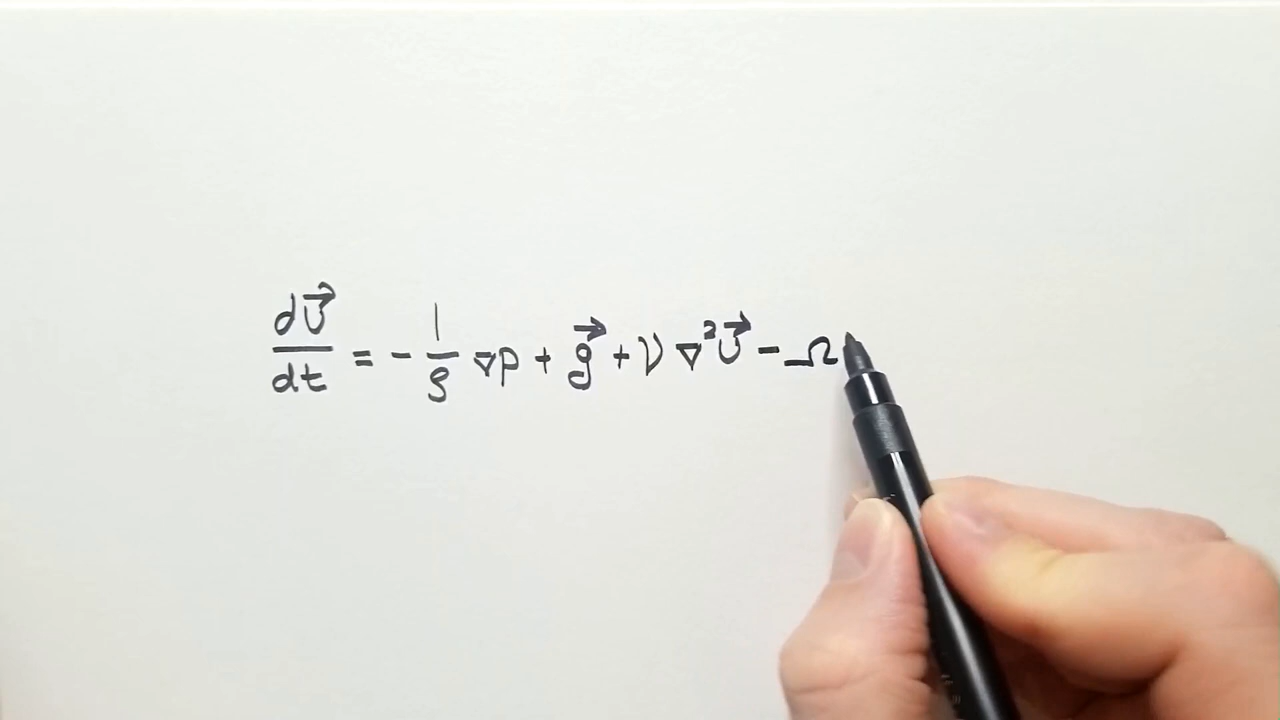 dv⃗/dt = - 1/ρ ∇p + g⃗ + ν ∇²v⃗ - Ω